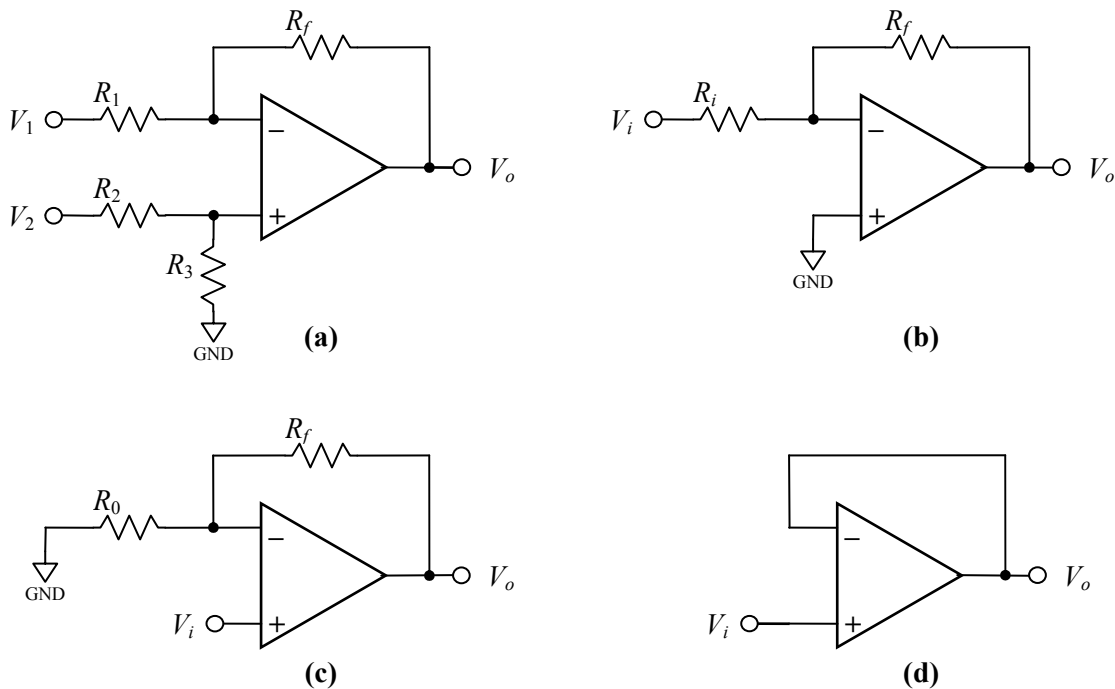 R_f
R_1
V_1
−
V_o
R_2
V_2
+
R_3
GND
(a)
R_f
R_i
V_i
−
V_o
+
GND
(b)
R_f
R_0
−
GND
V_o
V_i
+
(c)
−
V_o
V_i
+
(d)